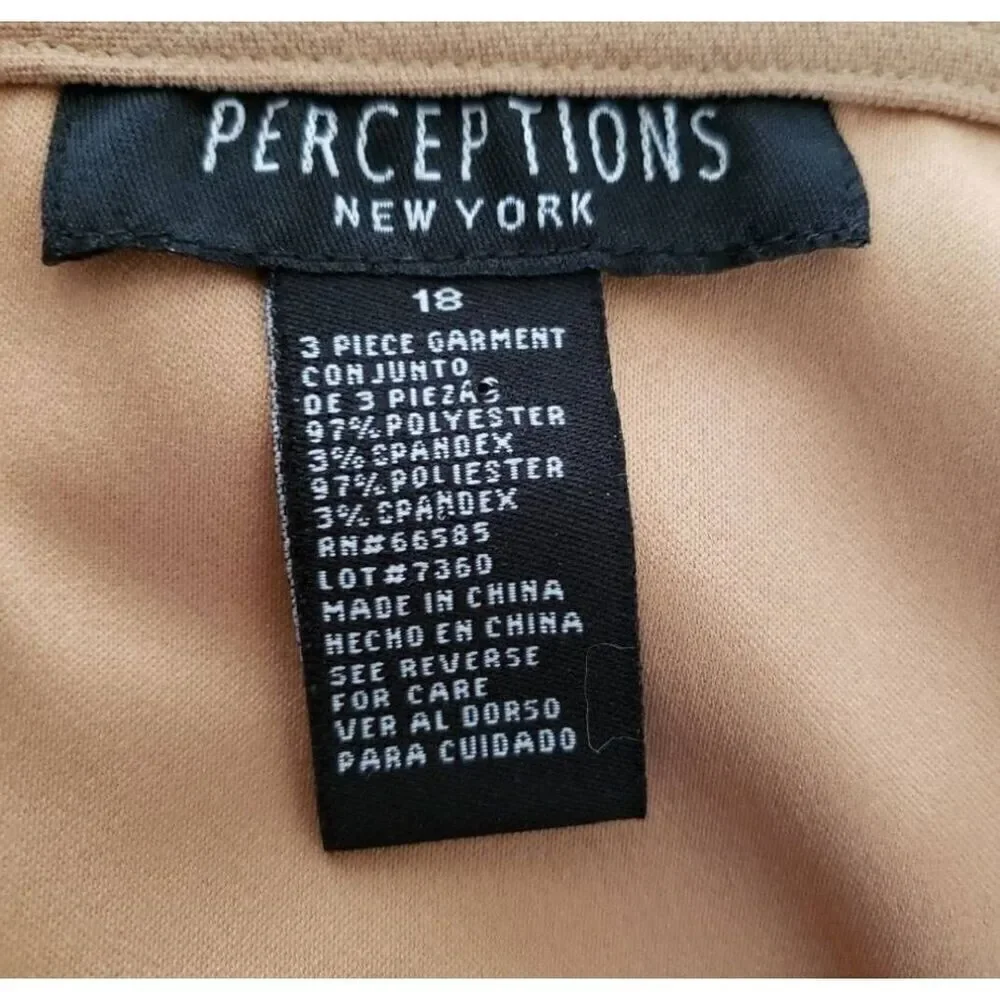 PERCEPTIONS
NEW YORK
18
3 PIECE GARMENT
CONJUNTO
DE 3 PIEZAS
97% POLYESTER
3% SPANDEX
97% POLIESTER
3% SPANDEX
RN#66585
LOT#7360
MADE IN CHINA
HECHO EN CHINA
SEE REVERSE
FOR CARE
VER AL DORSO
PARA CUIDADO